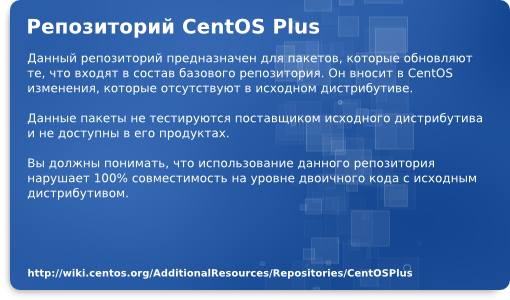 Репозиторий CentOS Plus
Данный репозиторий предназначен для пакетов, которые обновляют
те, что входят в состав базового репозитория. Он вносит в CentOS
изменения, которые отсутствуют в исходном дистрибутиве.
Данные пакеты не тестируются поставщиком исходного дистрибутива
и не доступны в его продуктах.
Вы должны понимать, что использование данного репозитория
нарушает 100% совместимость на уровне двоичного кода с исходным
дистрибутивом.
http://wiki.centos.org/AdditionalResources/Repositories/CentOSPlus